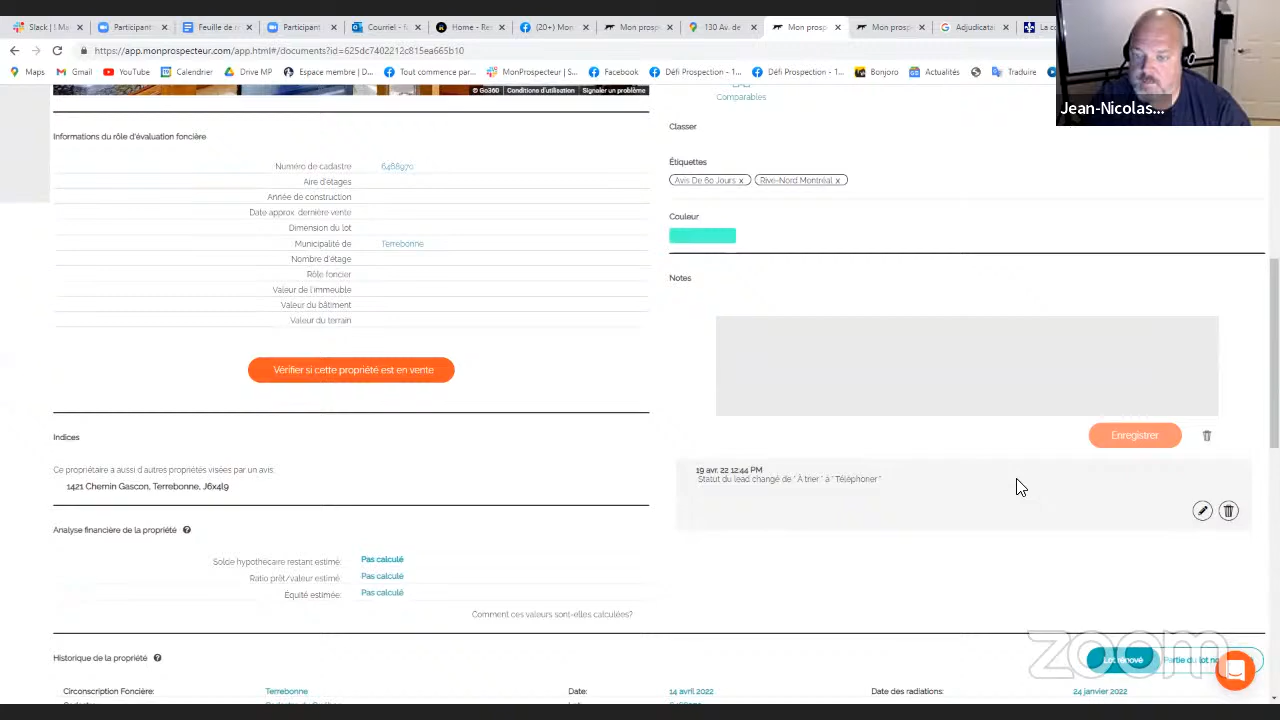 Slack | M
Participant
Feuille de r
Participant
Courriel - f
Home - Res
(20+) Mon
130 Av. de
Mon prosp
Mon prosp
Adjudicata
La co
https://app.monprospecteur.com/app.html#/documents?id=625dc7402212c815ea665b10
Maps
Gmail
YouTube
Calendrier
Drive MP
Espace membre | D...
Tout commence par...
MonProspecteur | S...
Facebook
Défi Prospection - 1...
Défi Prospection - 1...
Bonjoro
Actualités
Traduire
Jean-Nicolas...
© Go360
Conditions d'utilisation
Signaler un problème
Comparables
Informations du rôle d'évaluation foncière
Numéro de cadastre 6468970
Aire d'étages
Année de construction
Date approx. dernière vente
Dimension du lot
Municipalité de Terrebonne
Nombre d'étage
Rôle foncier
Valeur de l'immeuble
Valeur du bâtiment
Valeur du terrain
Vérifier si cette propriété est en vente
Indices
Ce propriétaire a aussi d'autres propriétés visées par un avis:
1421 Chemin Gascon, Terrebonne, J6x4l9
Analyse financière de la propriété
Solde hypothécaire restant estimé: Pas calculé
Ratio prêt/valeur estimé: Pas calculé
Équité estimée: Pas calculé
Comment ces valeurs sont-elles calculées?
Historique de la propriété
Circonscription Foncière: Terrebonne
Date: 14 avril 2022
Date des radiations: 24 janvier 2022
Classer
Étiquettes
Avis De 60 Jours x
Rive-Nord Montréal x
Couleur
Notes
Enregistrer
19 avr. 22 12:44 PM
Statut du lead changé de " À trier " à " Téléphoner "
Lot rénové
Partie du lot no
zoom